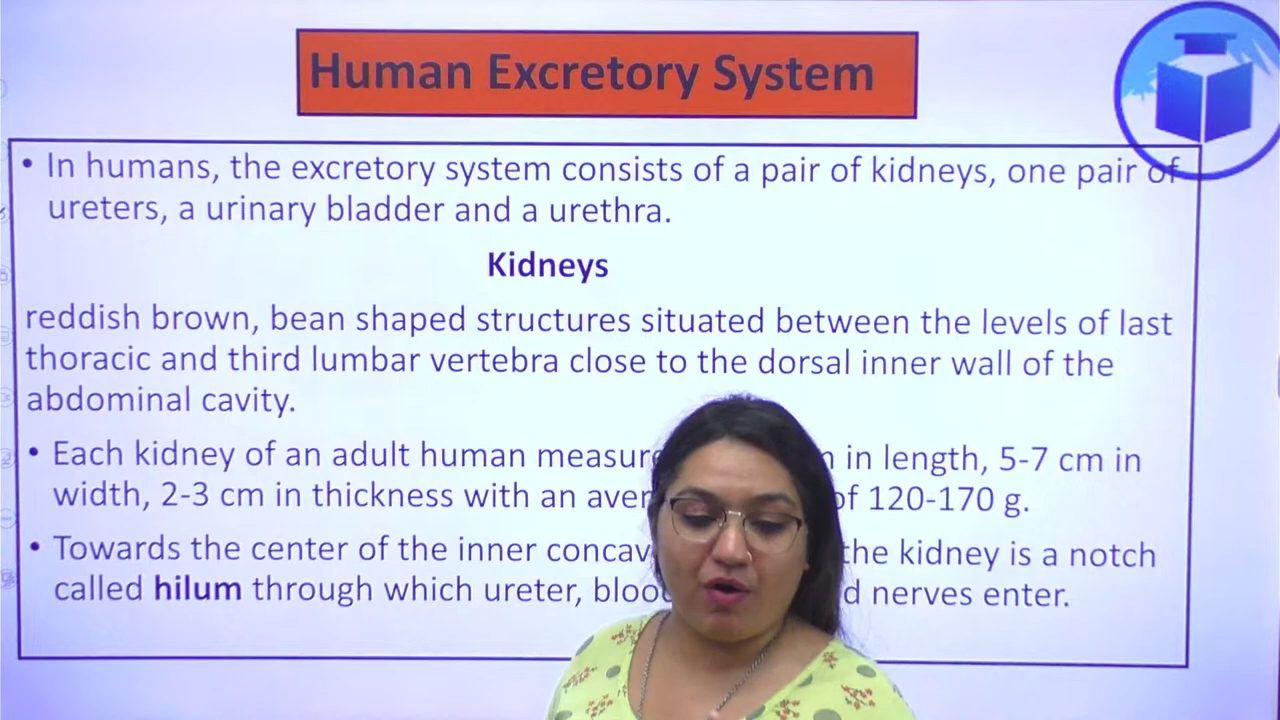 Human Excretory System
• In humans, the excretory system consists of a pair of kidneys, one pair of
ureters, a urinary bladder and a urethra.
Kidneys
reddish brown, bean shaped structures situated between the levels of last
thoracic and third lumbar vertebra close to the dorsal inner wall of the
abdominal cavity.
• Each kidney of an adult human in length, 5-7 cm in
width, 2-3 cm in thickness with an of 120-170 g.
• Towards the center of the inner the kidney is a notch
called hilum through which ureter, nerves enter.